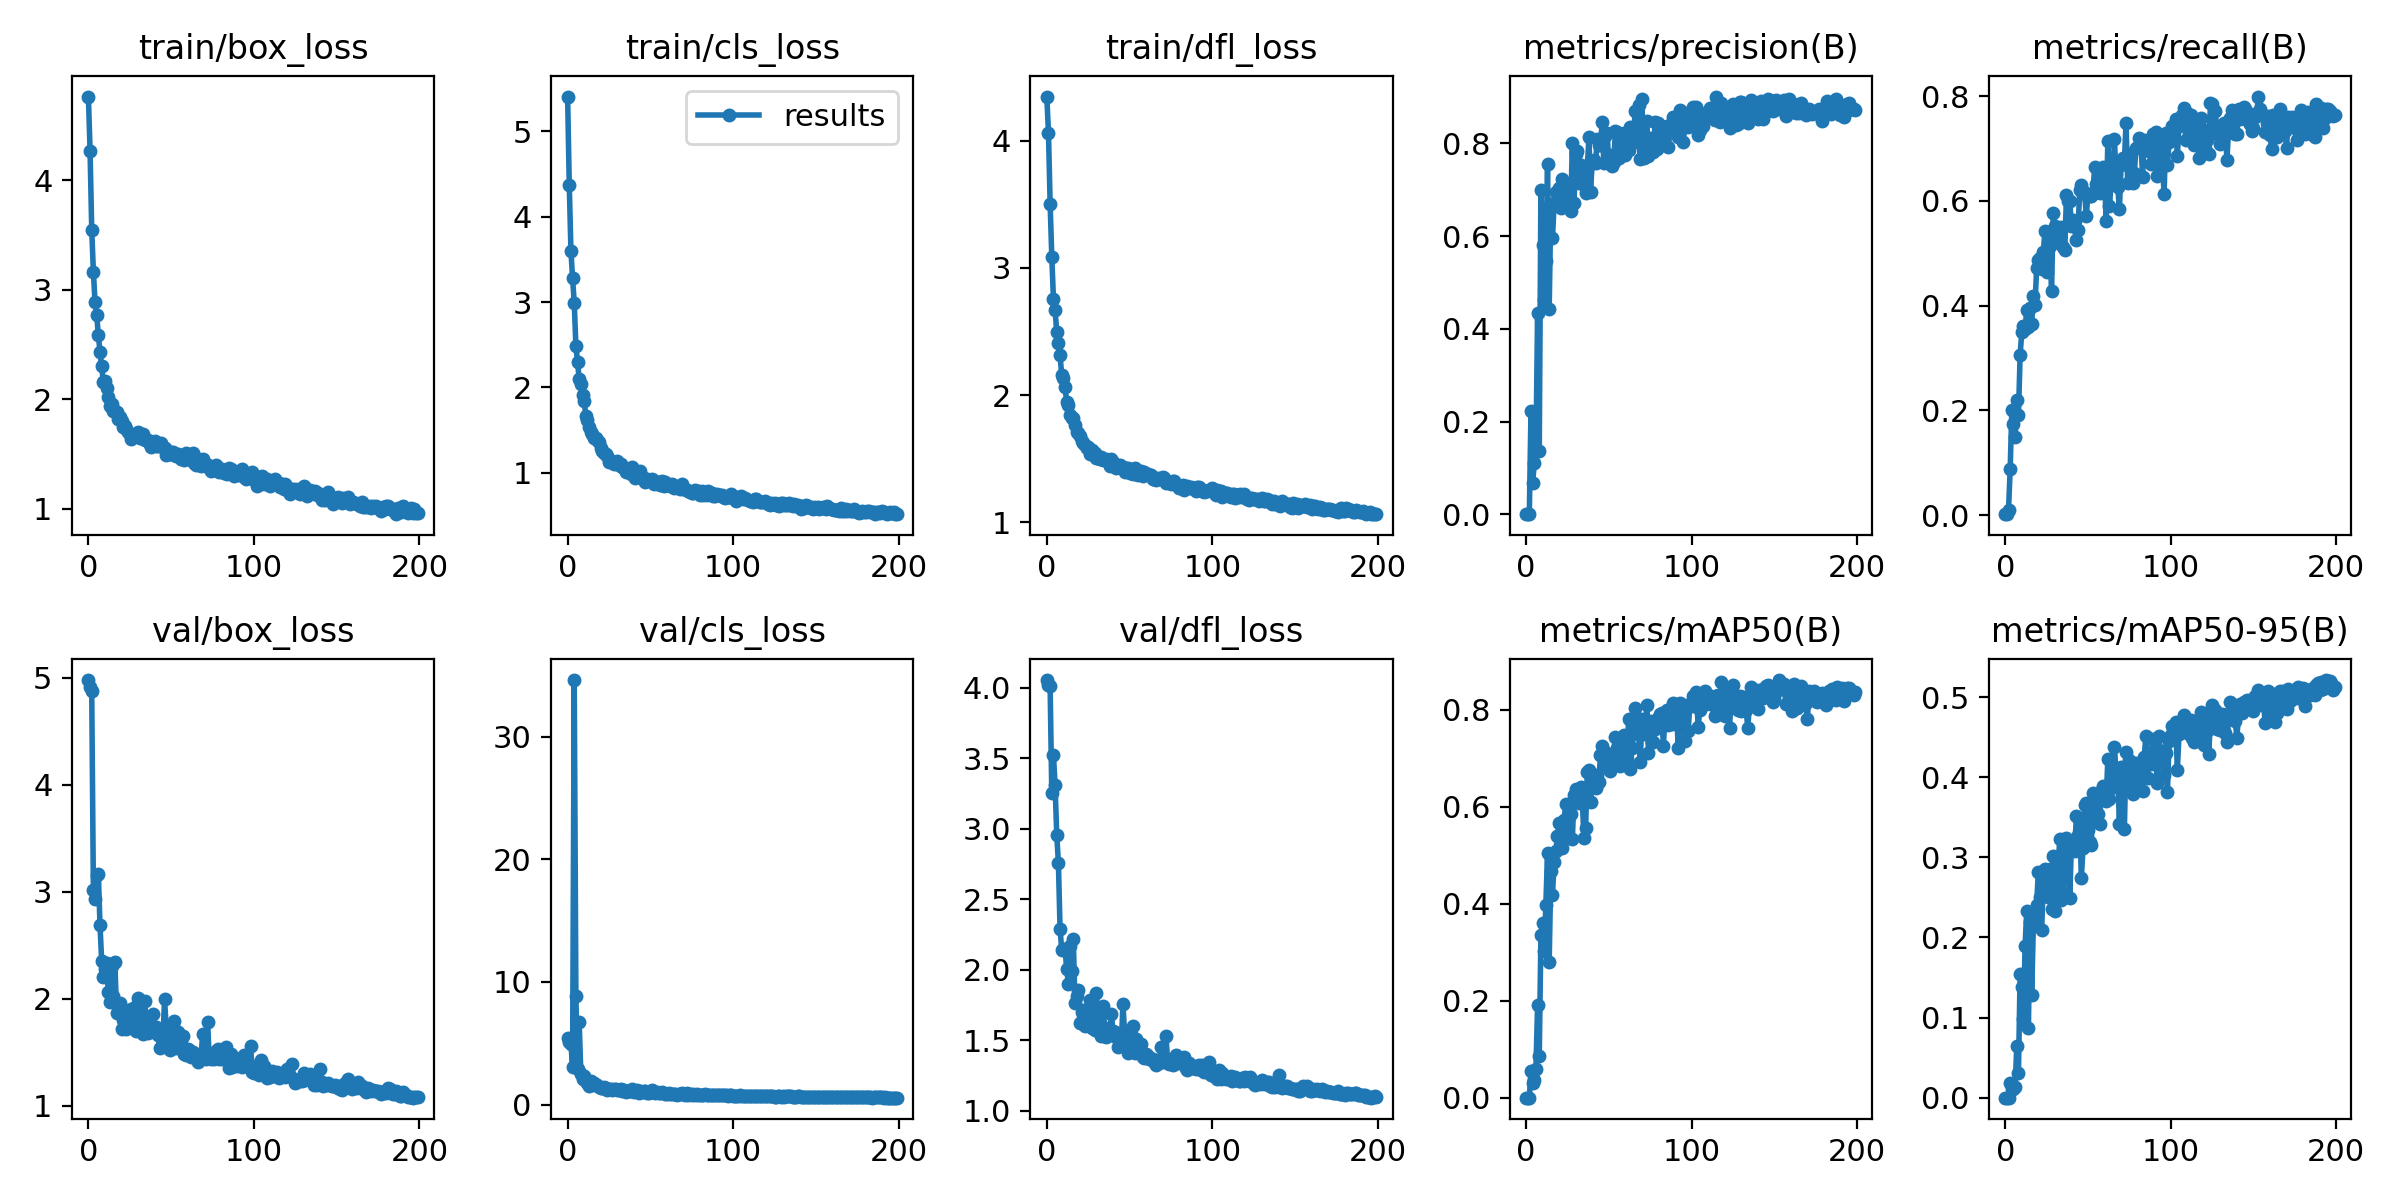 train/box_loss
train/cls_loss
train/dfl_loss
metrics/precision(B)
metrics/recall(B)
4
3
2
1
0 100 200
results
5
4
3
2
1
0 100 200
4
3
2
1
0 100 200
0.8
0.6
0.4
0.2
0.0
0 100 200
0.8
0.6
0.4
0.2
0.0
0 100 200
val/box_loss
val/cls_loss
val/dfl_loss
metrics/mAP50(B)
metrics/mAP50-95(B)
5
4
3
2
1
0 100 200
30
20
10
0
0 100 200
4.0
3.5
3.0
2.5
2.0
1.5
1.0
0 100 200
0.8
0.6
0.4
0.2
0.0
0 100 200
0.5
0.4
0.3
0.2
0.1
0.0
0 100 200